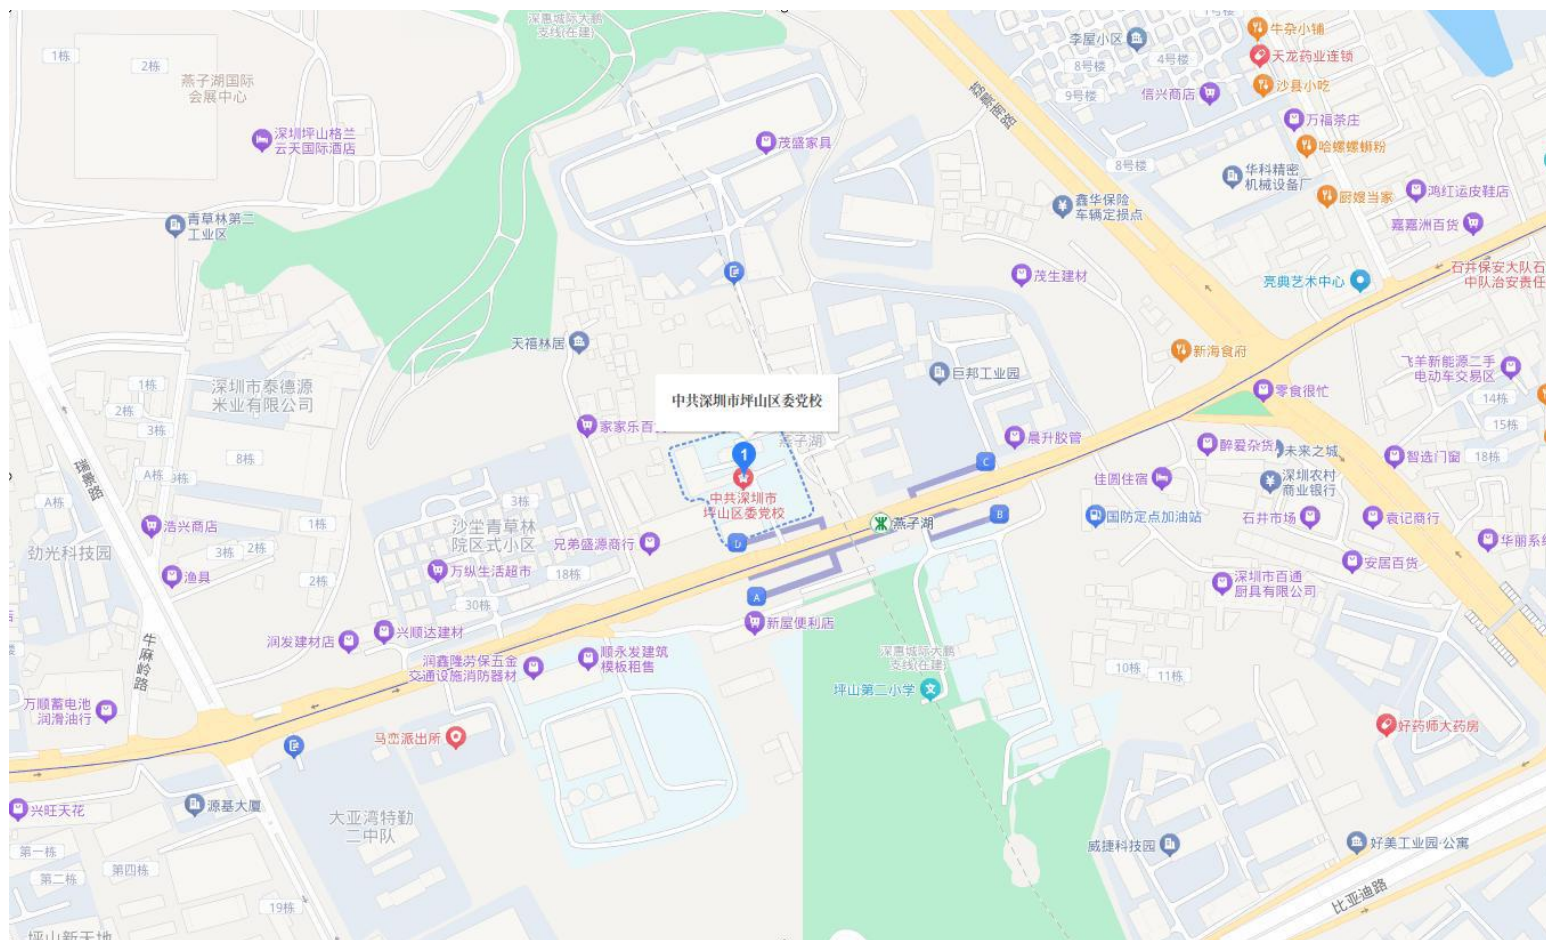 深惠城际大鹏
支线(在建)
1栋
2栋
燕子湖国际
会展中心
深圳坪山格兰
云天国际酒店
茂盛家具
荔景南路
李屋小区
8号楼
4号楼
9号楼
1号楼
信兴商店
牛杂小铺
天龙药业连锁
沙县小吃
万福茶庄
哈螺螺蛳粉
8号楼
华科精密
机械设备厂
厨嫂当家
鸿红运皮鞋店
嘉嘉洲百货
鑫华保险
车辆定损点
青草林第二
工业区
茂生建材
亮典艺术中心
石井保安大队石
中队治安责任
天禧林居
新海食府
巨邦工业园
飞羊新能源二手
电动车交易区
零食很忙
14栋
15栋
1栋
2栋
3栋
深圳市泰德源
米业有限公司
中共深圳市坪山区委党校
家家乐百
燕子湖
晨升胶管
醉爱杂货
未来之城
智选门窗
18栋
8栋
A栋
3栋
瑞景路
A栋
1
中共深圳市
坪山区委党校
C
佳圆住宿
深圳农村
商业银行
3栋
浩兴商店
1栋
沙坣青草林
院区式小区
兄弟盛源商行
D
燕子湖
B
国防定点加油站
石井市场
袁记商行
华丽系统
劲光科技园
3栋
2栋
渔具
2栋
万纵生活超市
18栋
安居百货
深圳市百通
厨具有限公司
30栋
A
新屋便利店
润发建材店
兴顺达建材
牛麻岭路
润鑫隆劳保五金
交通设施消防器材
顺永发建筑
模板租售
深惠城际大鹏
支线(在建)
坪山第二小学
10栋
11栋
万顺蓄电池
润滑油行
马峦派出所
好药师大药房
兴旺天花
源基大厦
大亚湾特勤
二中队
威捷科技园
好美工业园·公寓
第一栋
第二栋
第四栋
19栋
比亚迪路
坪山新天地